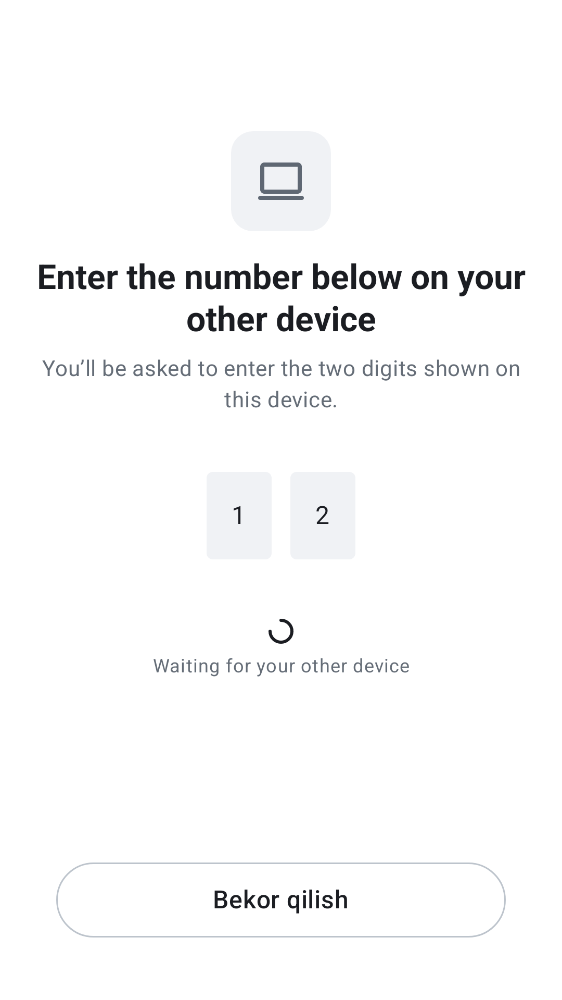 Enter the number below on your
other device
You’ll be asked to enter the two digits shown on
this device.
1 2
Waiting for your other device
Bekor qilish